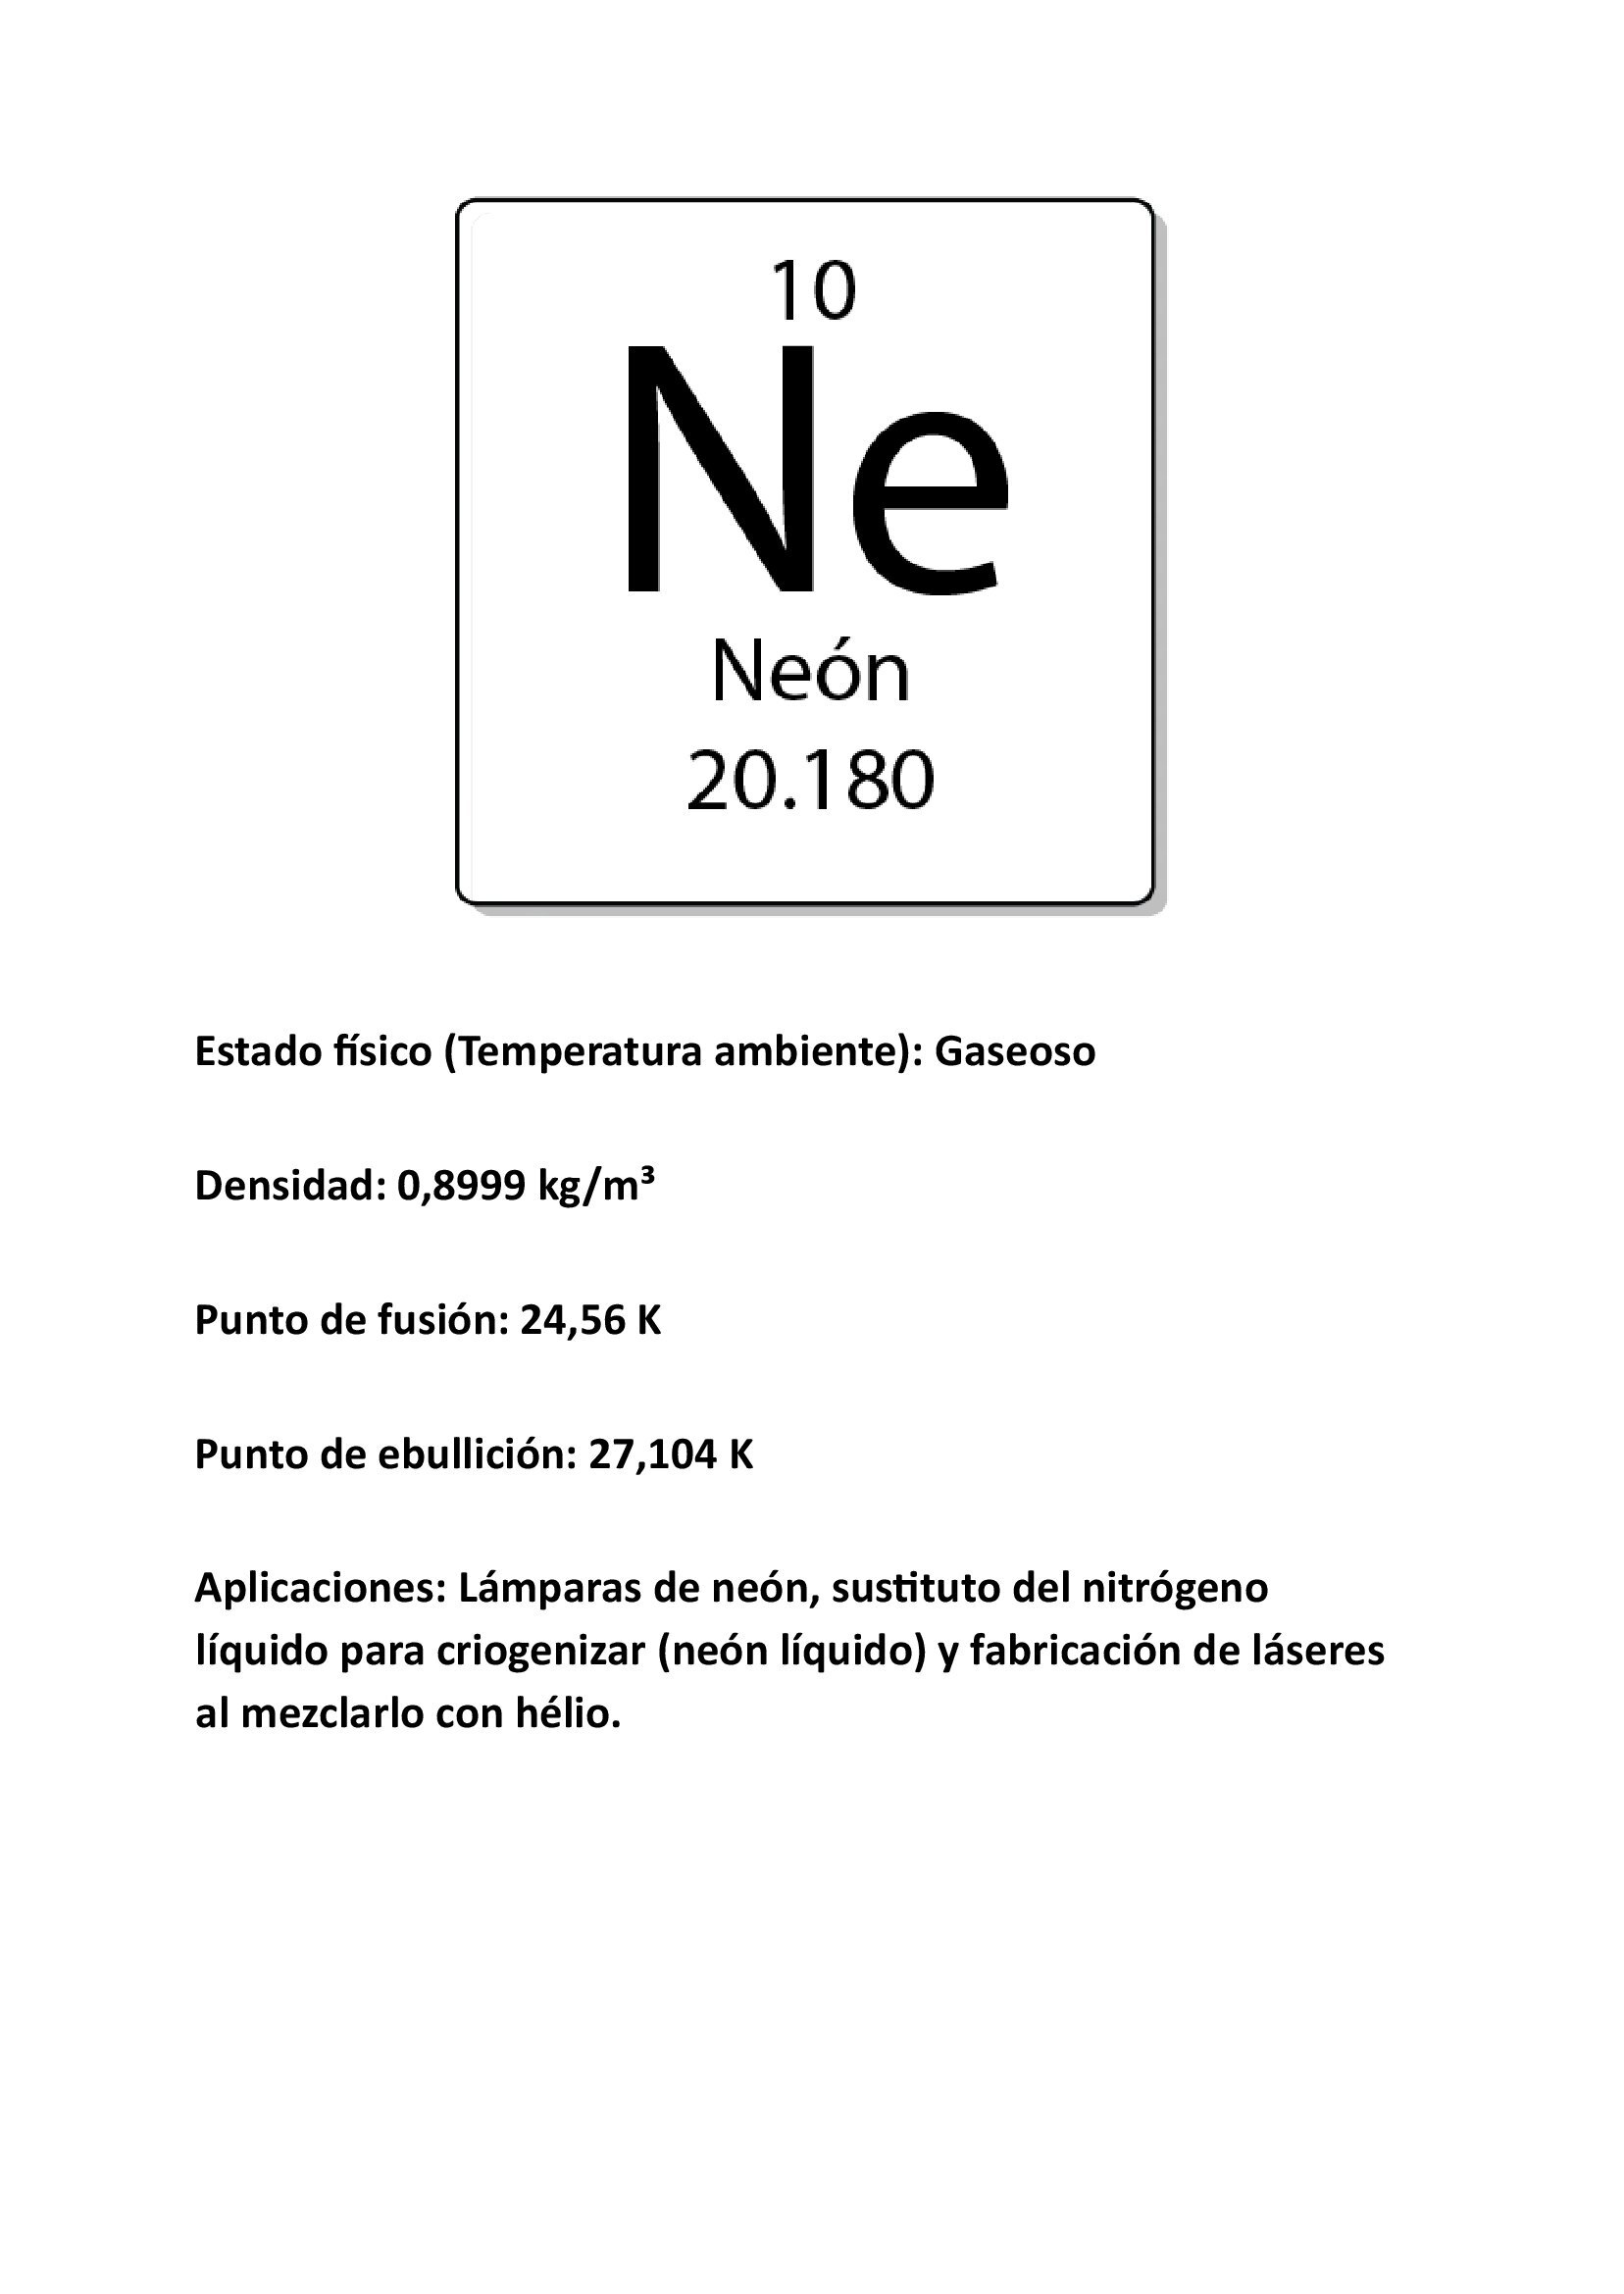 10
Ne
Neón
20.180
Estado físico (Temperatura ambiente): Gaseoso
Densidad: 0,8999 kg/m³
Punto de fusión: 24,56 K
Punto de ebullición: 27,104 K
Aplicaciones: Lámparas de neón, sustituto del nitrógeno
líquido para criogenizar (neón líquido) y fabricación de láseres
al mezclarlo con hélio.